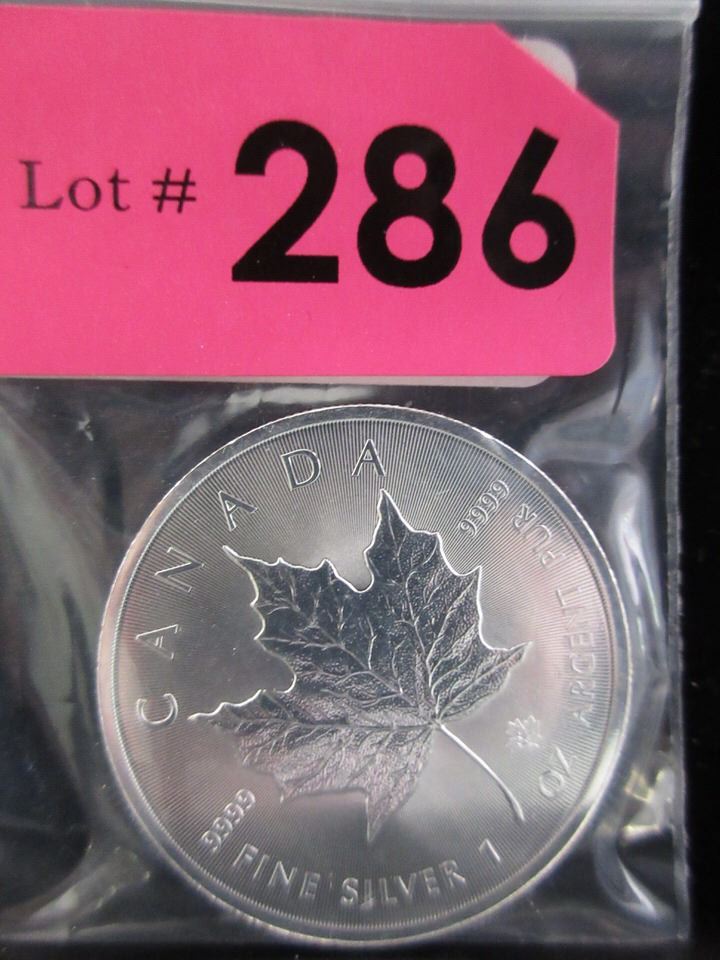 Lot # 286
CANADA
9999
9999
FINE SILVER 1 OZ ARGENT PUR